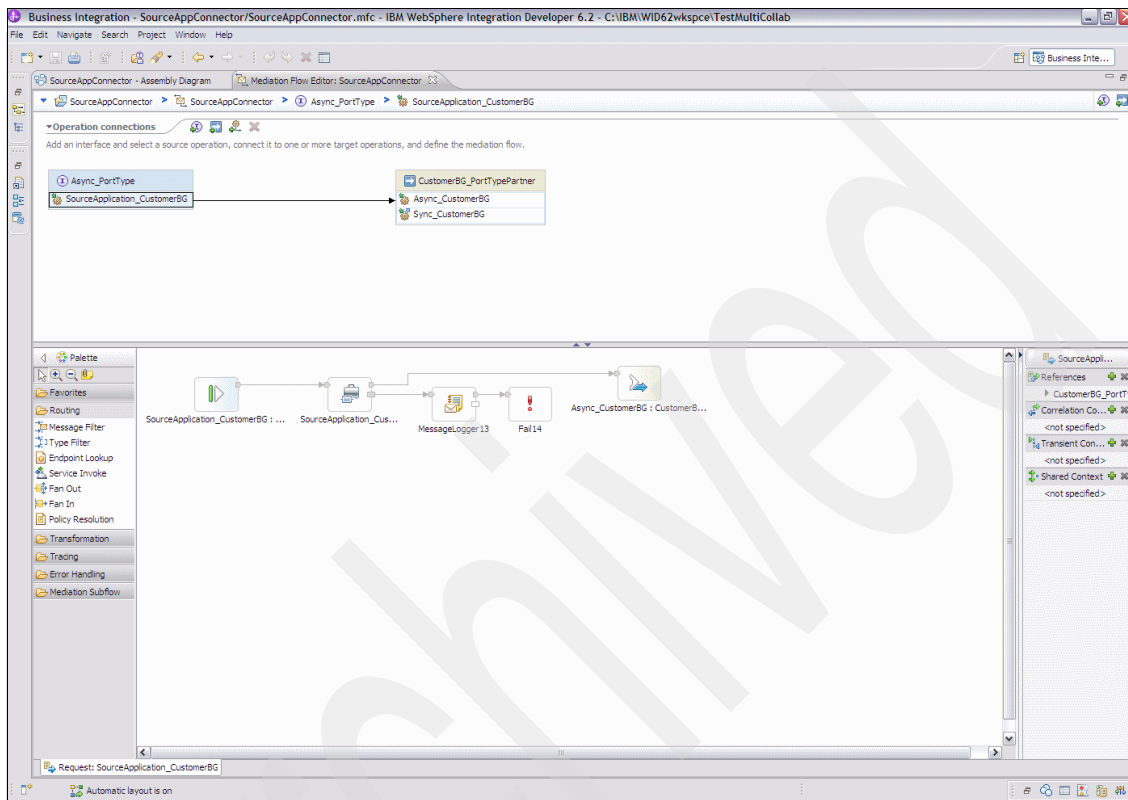 Business Integration - SourceAppConnector/SourceAppConnector.mfc - IBM WebSphere Integration Developer 6.2 - C:\IBM\WID62wkspce\TestMultiCollab
File Edit Navigate Search Project Window Help
Business Inte...
SourceAppConnector - Assembly Diagram
Mediation Flow Editor: SourceAppConnector
SourceAppConnector > SourceAppConnector > Async_PortType > SourceApplication_CustomerBG
Operation connections
Add an interface and select a source operation, connect it to one or more target operations, and define the mediation flow.
Async_PortType
SourceApplication_CustomerBG
CustomerBG_PortTypePartner
Async_CustomerBG
Sync_CustomerBG
Palette
Favorites
Routing
Message Filter
Type Filter
Endpoint Lookup
Service Invoke
Fan Out
Fan In
Policy Resolution
Transformation
Tracing
Error Handling
Mediation Subflow
SourceApplication_CustomerBG : ...
SourceApplication_Cus...
MessageLogger13
Fail14
Async_CustomerBG : CustomerB...
SourceAppli...
References
CustomerBG_PortT
Correlation Co...
<not specified>
Transient Con...
<not specified>
Shared Context
<not specified>
Request: SourceApplication_CustomerBG
Automatic layout is on
chived